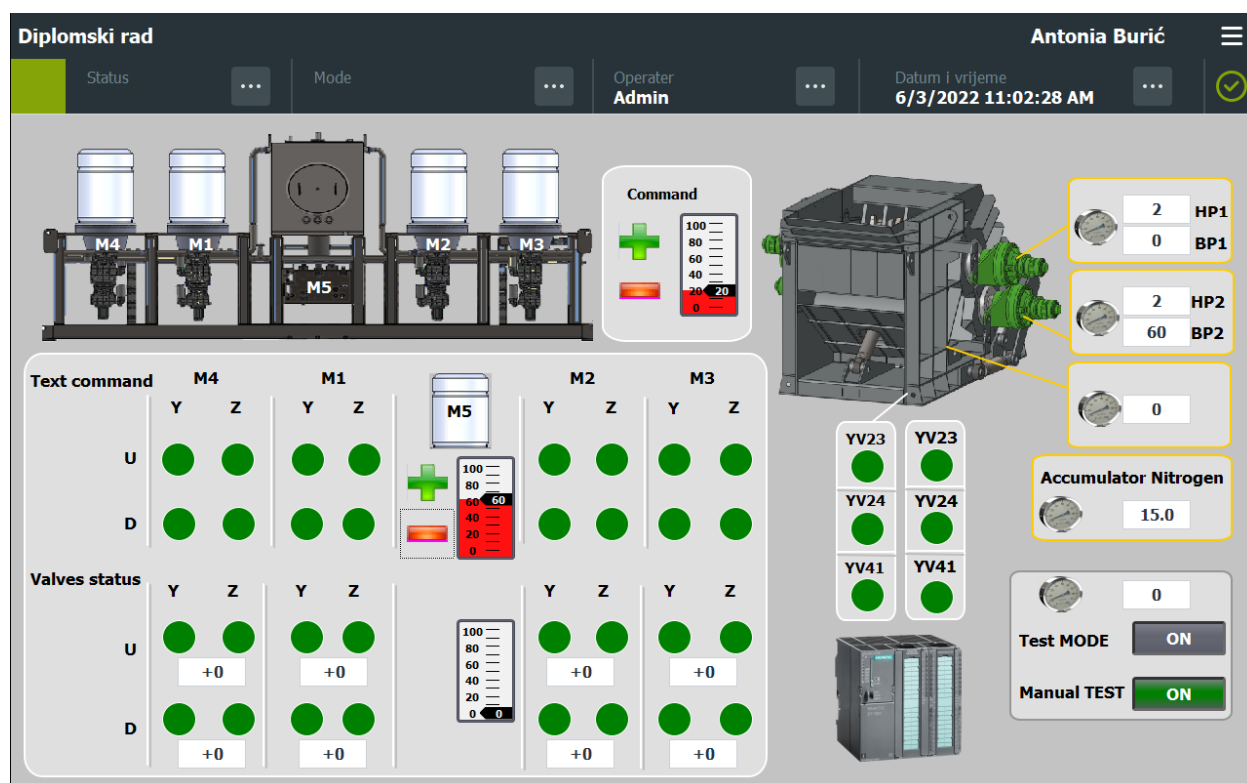 Diplomski rad
Antonia Burić
Status
...
Mode
...
Operater
Admin
...
Datum i vrijeme
6/3/2022 11:02:28 AM
...
M4
M1
M5
M2
M3
Command
100
80
60
40
20 20
0
2 HP1
0 BP1
2 HP2
60 BP2
0
Accumulator Nitrogen
15.0
Text command M4 M1 M5 M2 M3
Y Z Y Z Y Z Y Z
U
D
100
80
60 60
40
20
0
Valves status
Y Z Y Z Y Z Y Z
U
+0 +0 +0 +0
D
+0 +0 +0 +0
100
80
60
40
20
0 0
YV23 YV23
YV24 YV24
YV41 YV41
SIEMENS
0
Test MODE ON
Manual TEST ON